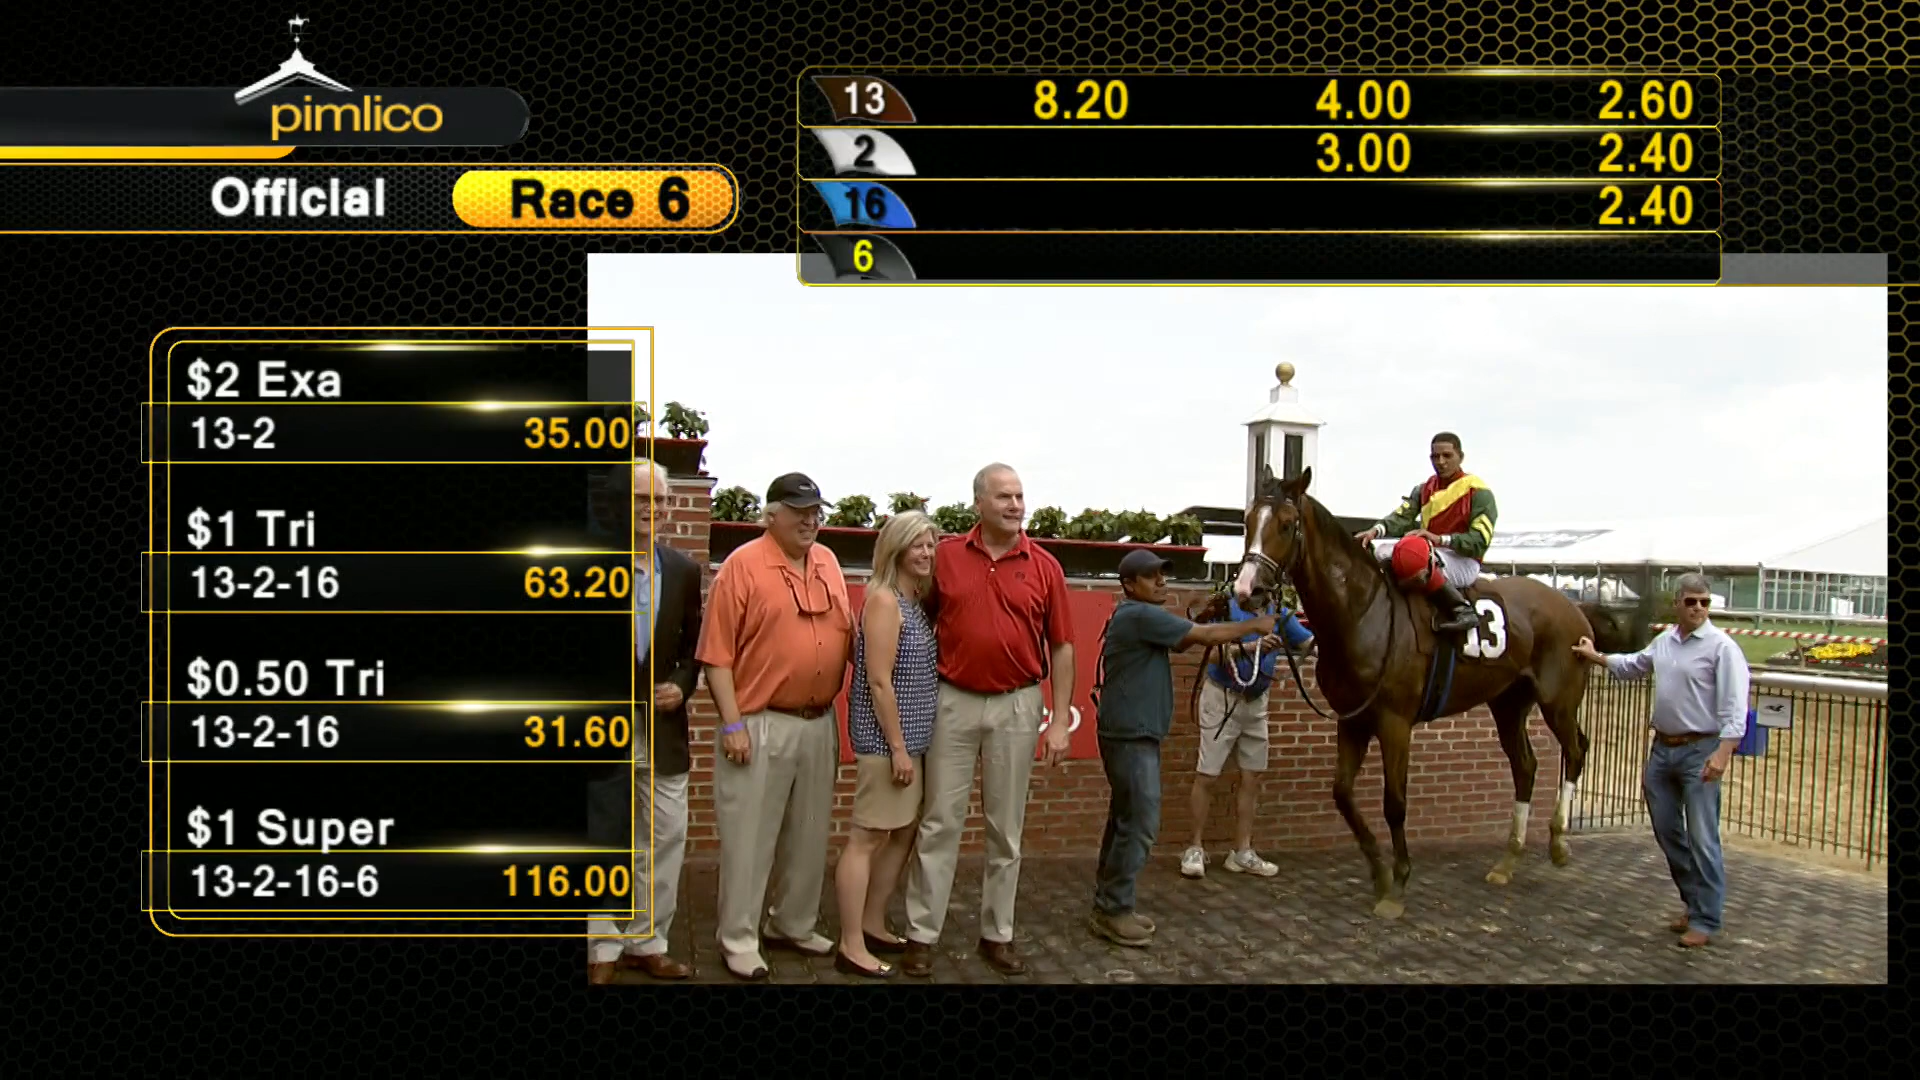 pimlico
Official Race 6
13 8.20 4.00 2.60
2 3.00 2.40
16 2.40
6
$2 Exa
13-2 35.00
$1 Tri
13-2-16 63.20
$0.50 Tri
13-2-16 31.60
$1 Super
13-2-16-6 116.00
13